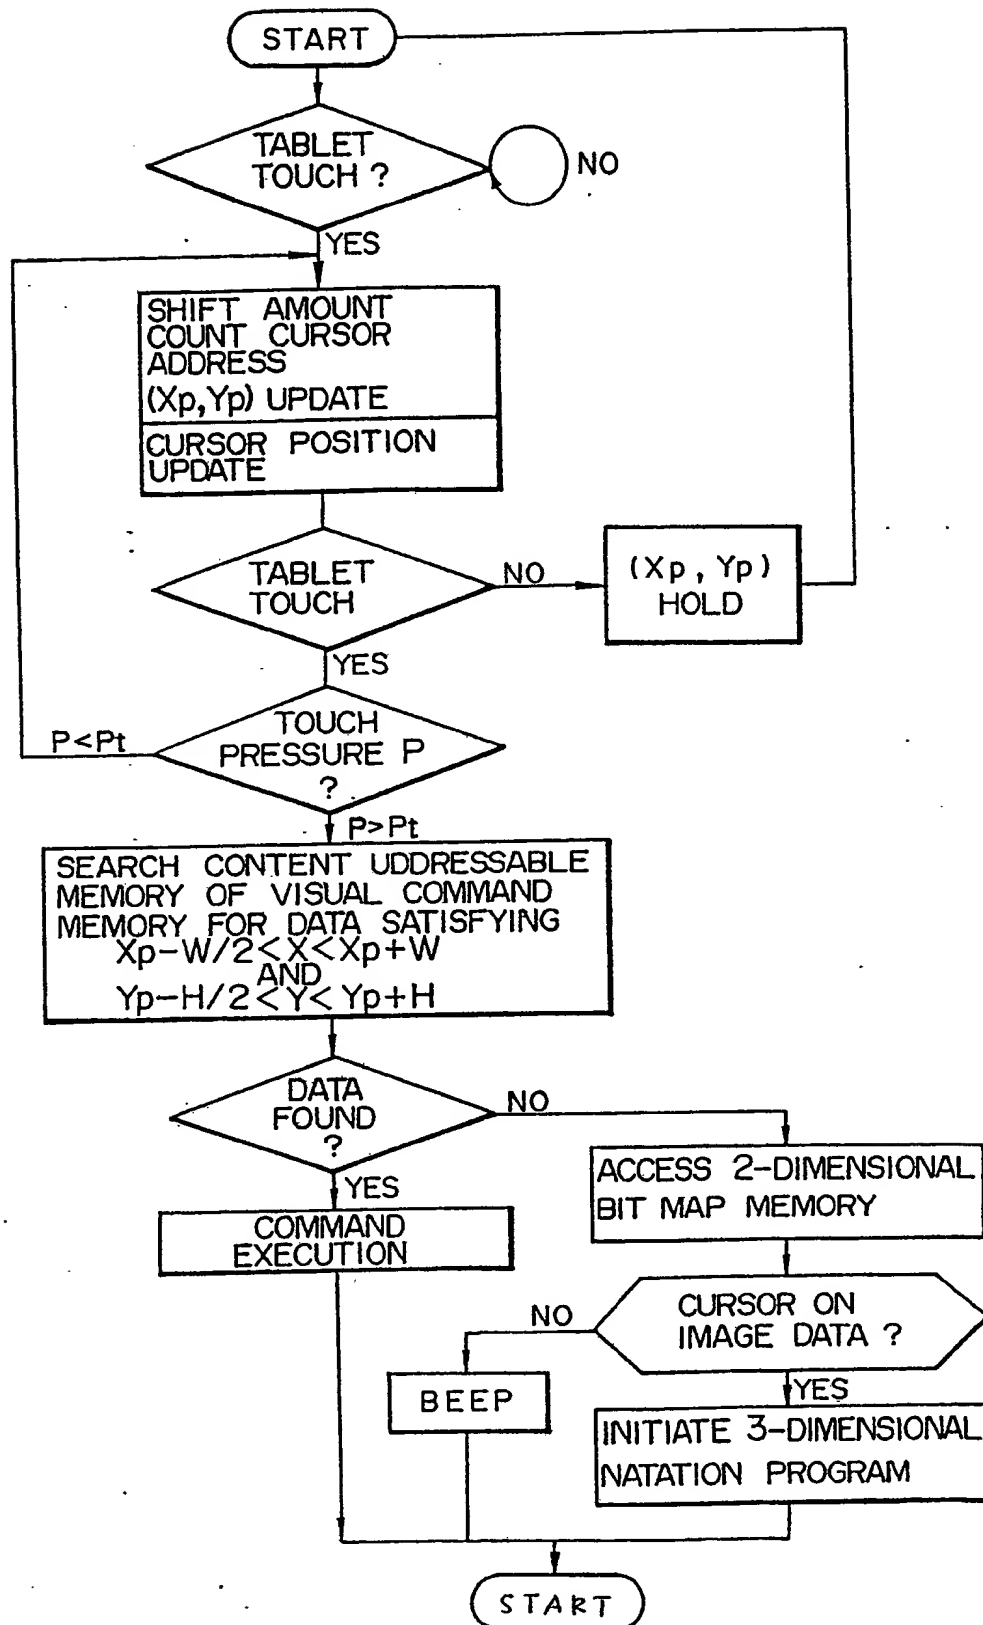 START
TABLET
TOUCH ?
NO
YES
SHIFT AMOUNT
COUNT CURSOR
ADDRESS
(Xp,Yp) UPDATE
CURSOR POSITION
UPDATE
TABLET
TOUCH
NO
(Xp, Yp)
HOLD
YES
TOUCH
PRESSURE P
?
P<Pt
P>Pt
SEARCH CONTENT UDDRESSABLE
MEMORY OF VISUAL COMMAND
MEMORY FOR DATA SATISFYING
Xp-W/2<X<Xp+W
AND
Yp-H/2<Y<Yp+H
DATA
FOUND
?
NO
YES
COMMAND
EXECUTION
ACCESS 2-DIMENSIONAL
BIT MAP MEMORY
CURSOR ON
IMAGE DATA ?
NO
BEEP
YES
INITIATE 3-DIMENSIONAL
NATATION PROGRAM
START